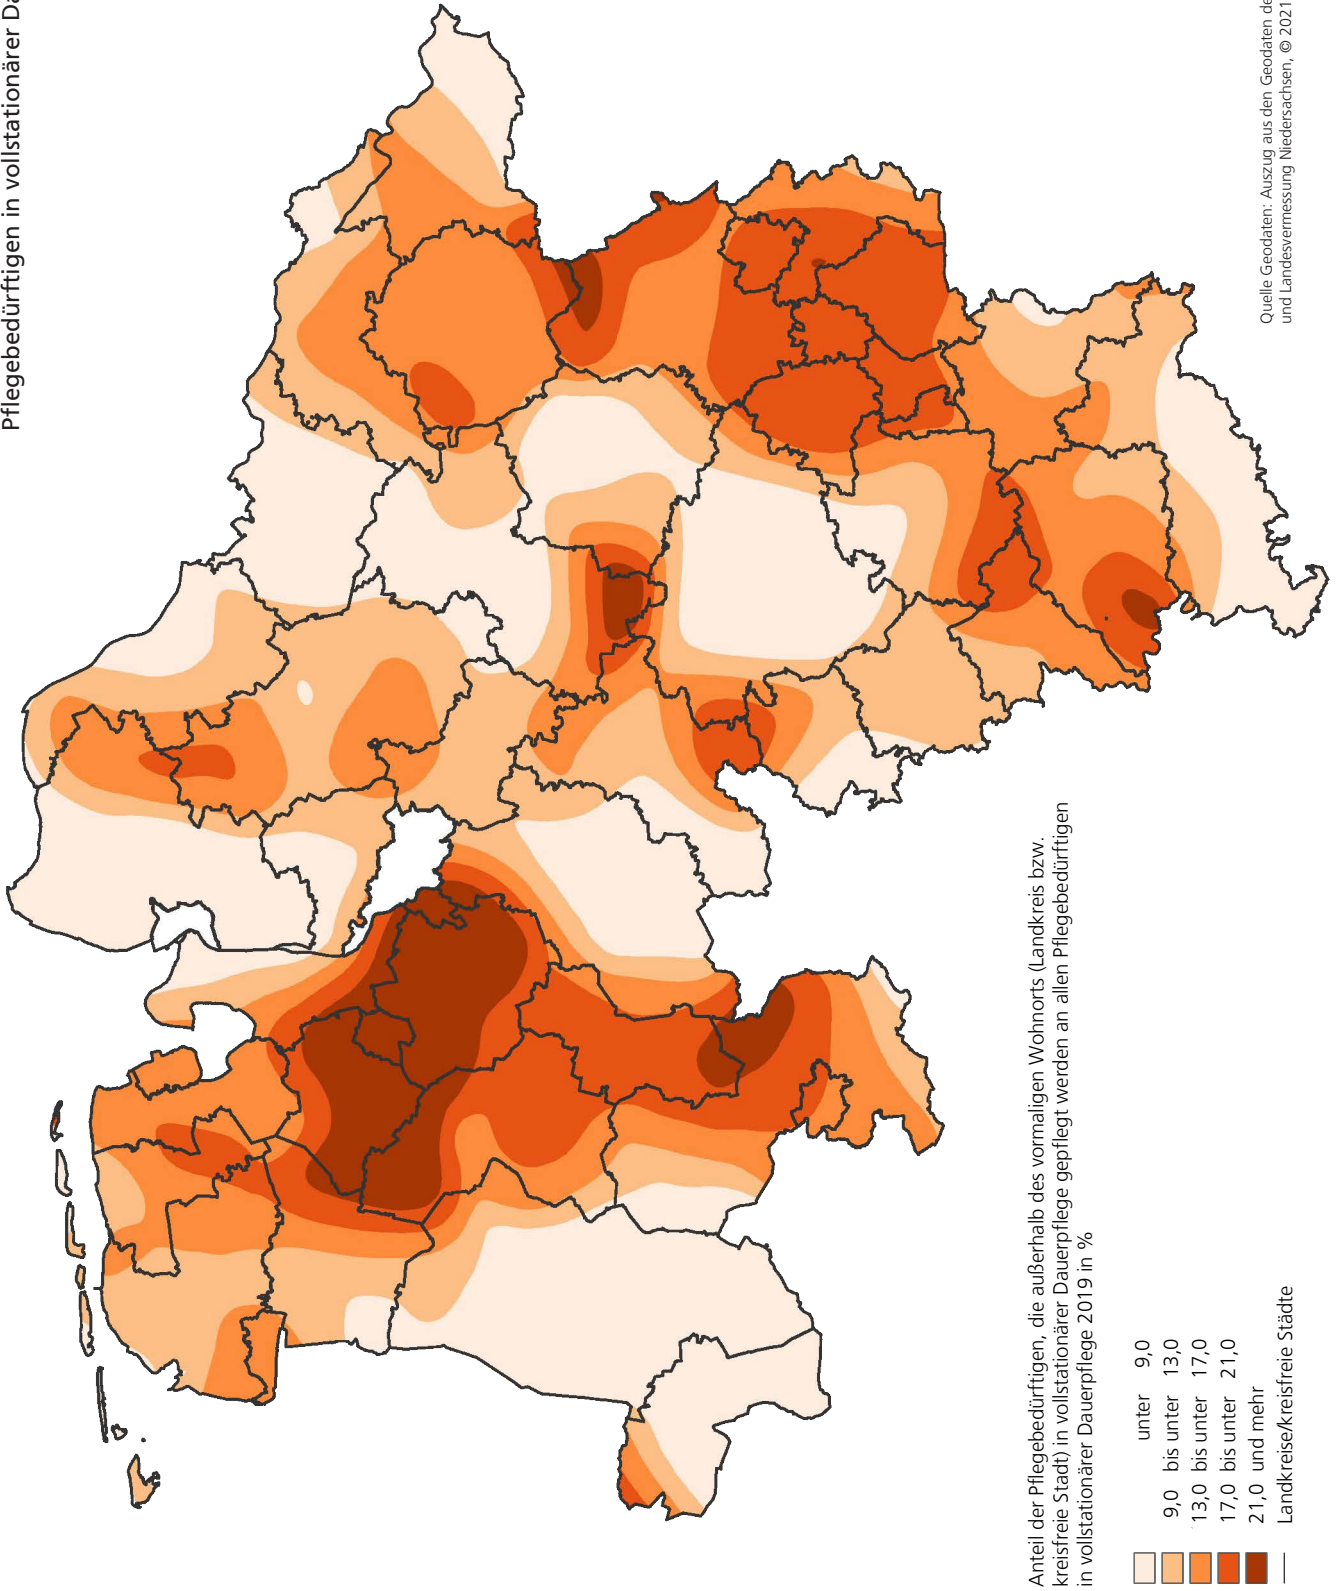 Pflegebedürftigen in vollstationärer
Anteil der Pflegebedürftigen, die außerhalb des vormaligen Wohnorts (Landkreis bzw.
kreisfreie Stadt) in vollstationärer Dauerpflege gepflegt werden an allen Pflegebedürftigen
in vollstationärer Dauerpflege 2019 in %
unter 9,0
9,0 bis unter 13,0
13,0 bis unter 17,0
17,0 bis unter 21,0
21,0 und mehr
Landkreise/kreisfreie Städte
Quelle Geodaten: Auszug aus den Geodaten
und Landesvermessung Niedersachsen, © 2021